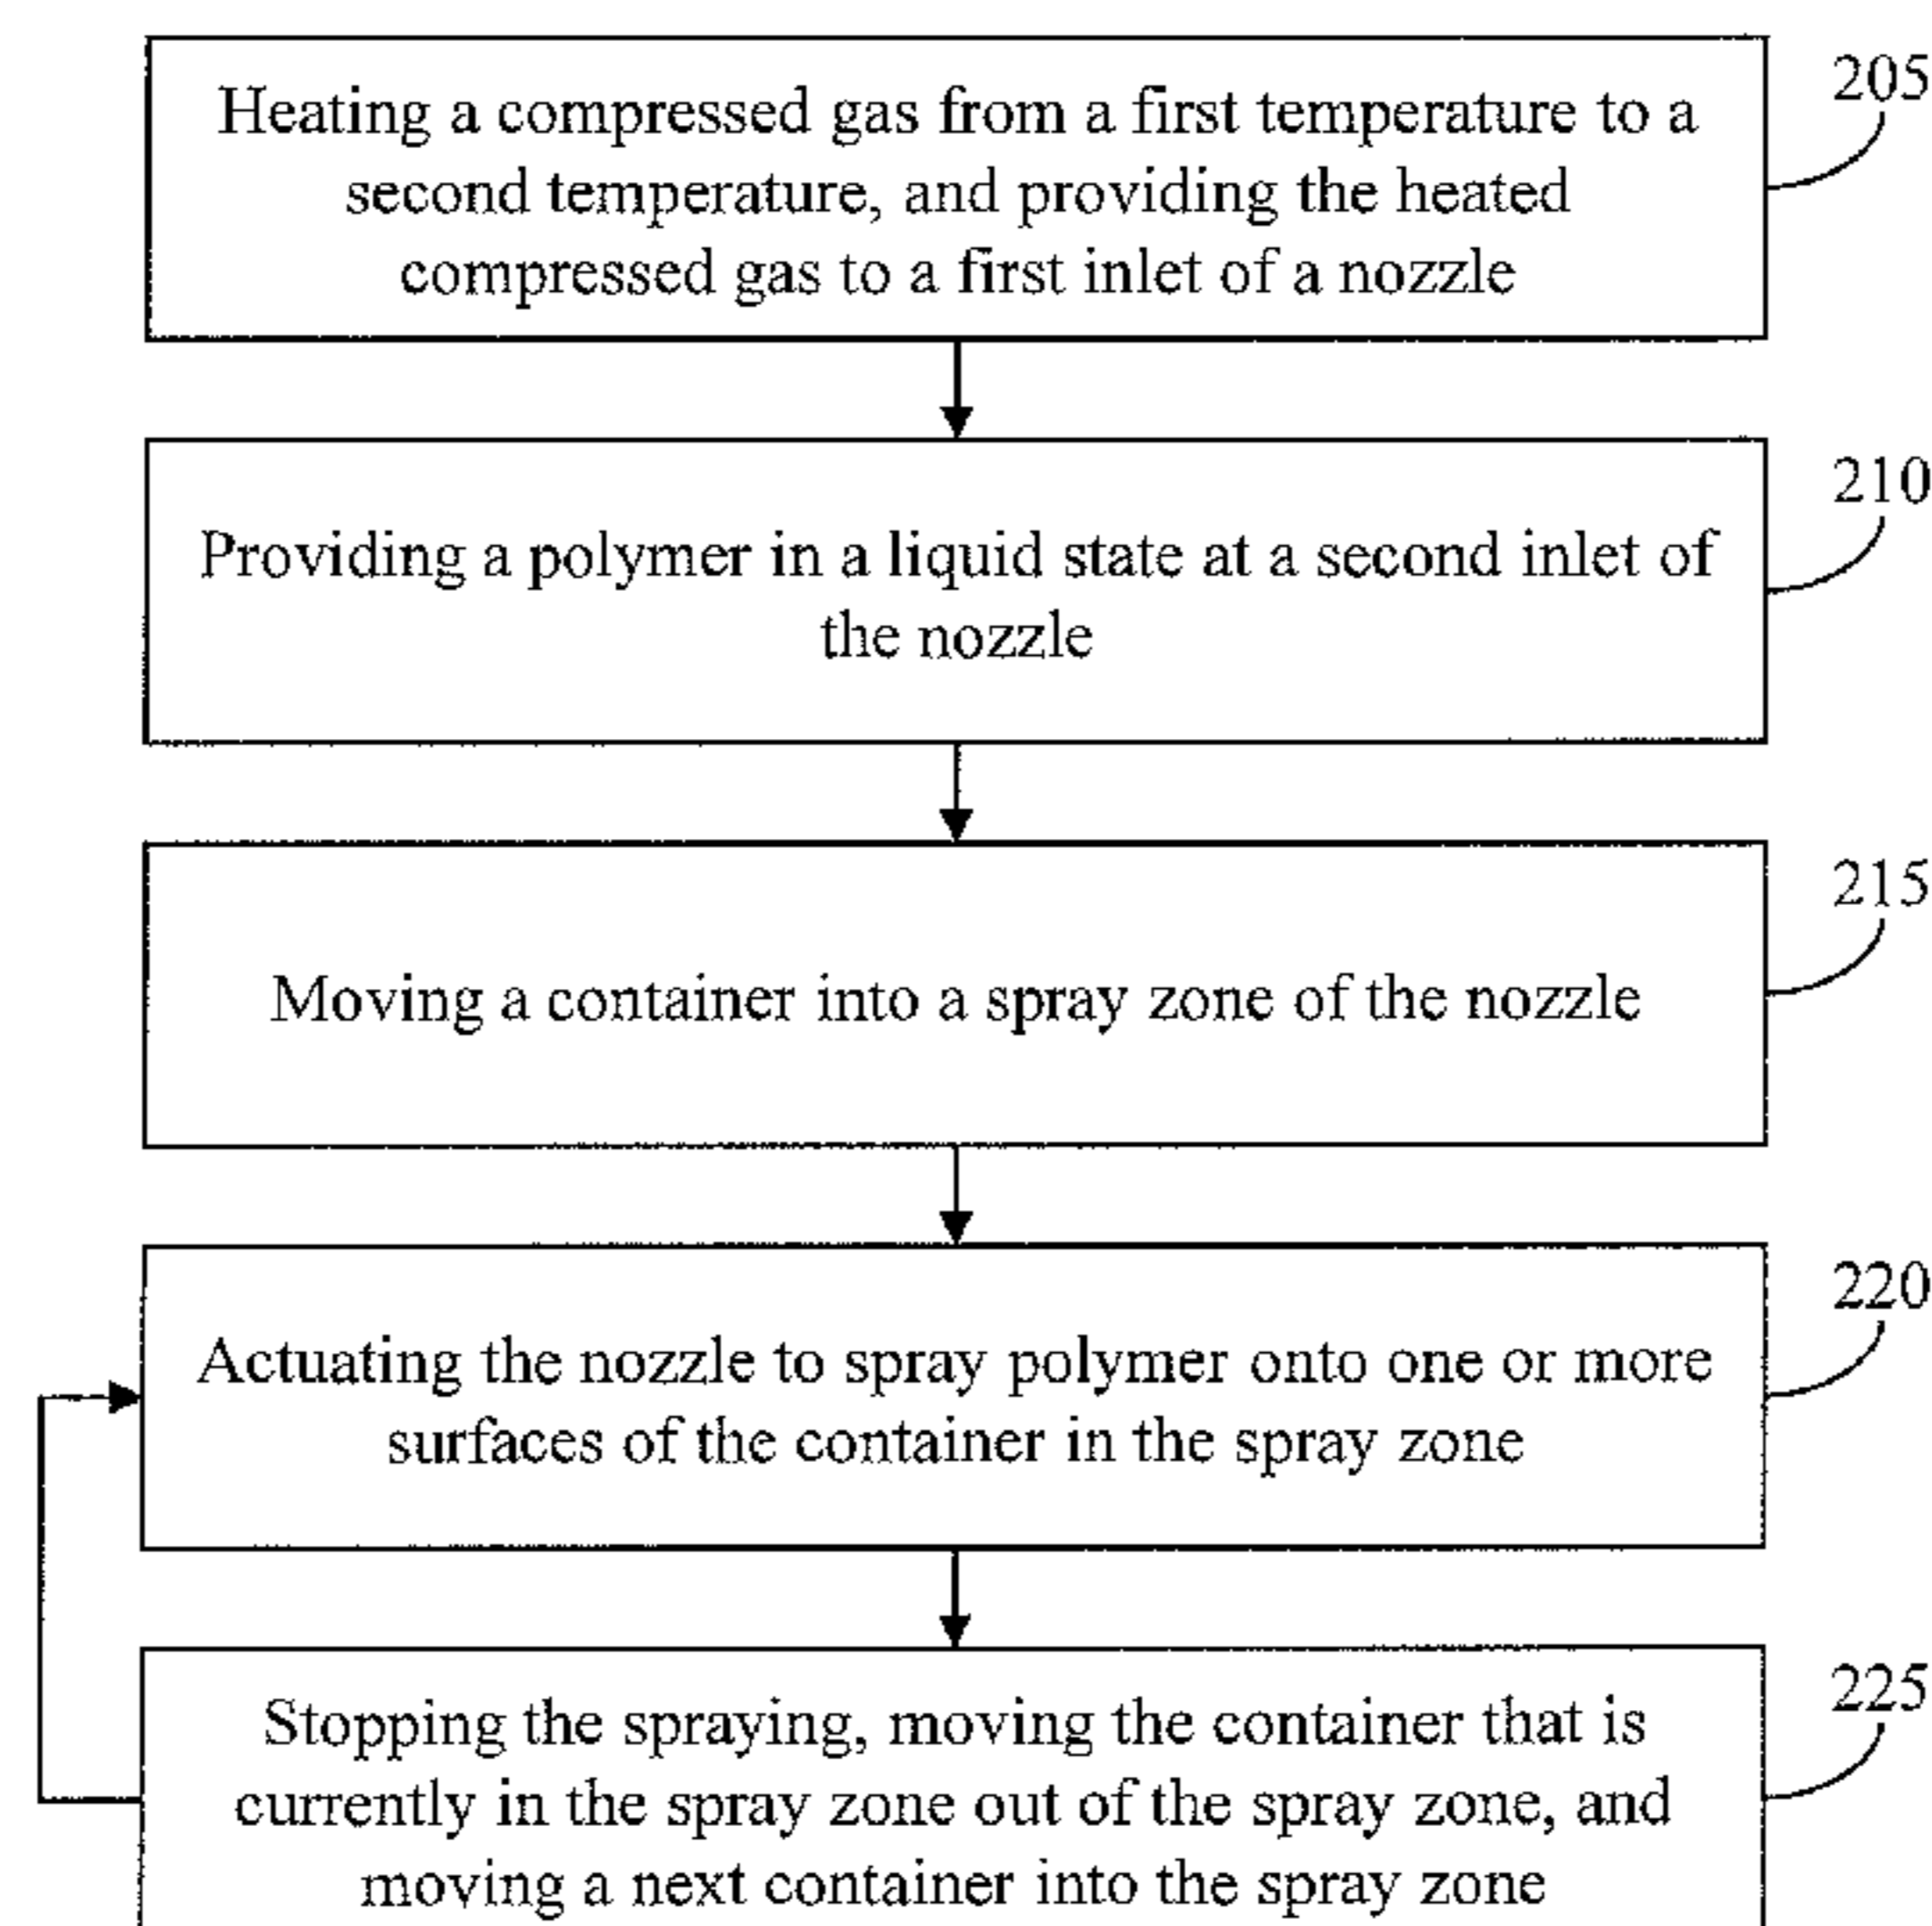 205
Heating a compressed gas from a first temperature to a
second temperature, and providing the heated
compressed gas to a first inlet of a nozzle
210
Providing a polymer in a liquid state at a second inlet of
the nozzle
215
Moving a container into a spray zone of the nozzle
220
Actuating the nozzle to spray polymer onto one or more
surfaces of the container in the spray zone
225
Stopping the spraying, moving the container that is
currently in the spray zone out of the spray zone, and
moving a next container into the spray zone